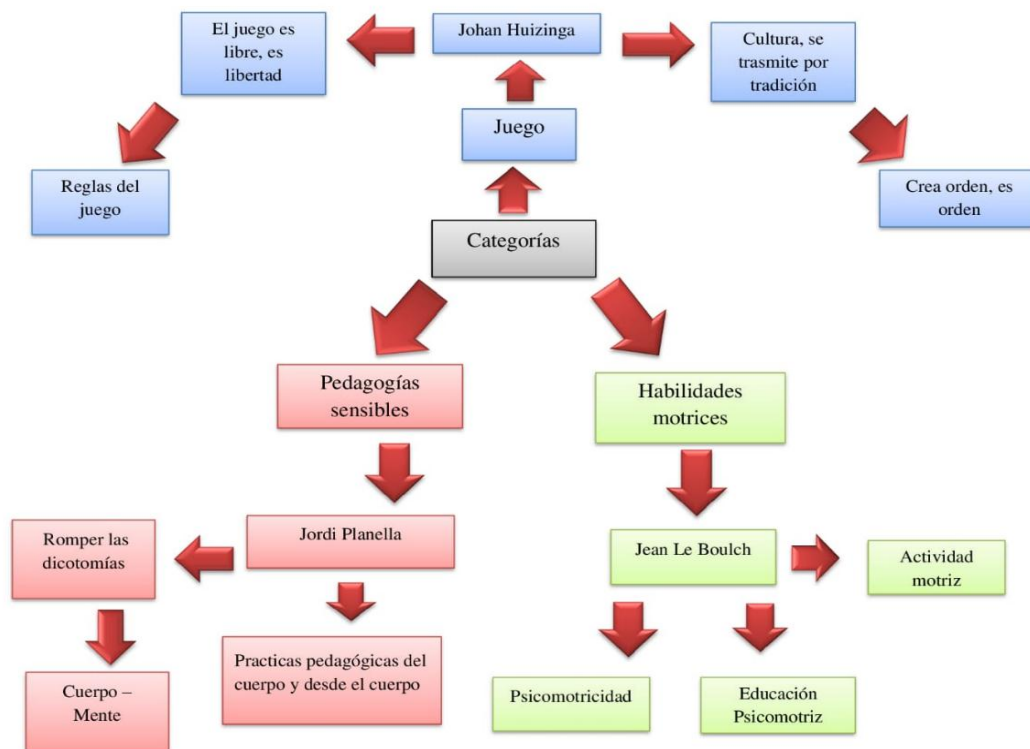 El juego es
libre, es
libertad
Johan Huizinga
Cultura, se
trasmite por
tradición
Juego
Reglas del
juego
Crea orden, es
orden
Categorías
Pedagogías
sensibles
Habilidades
motrices
Romper las
dicotomías
Jordi Planella
Jean Le Boulch
Actividad
motriz
Cuerpo –
Mente
Practicas pedagógicas del
cuerpo y desde el cuerpo
Psicomotricidad
Educación
Psicomotriz